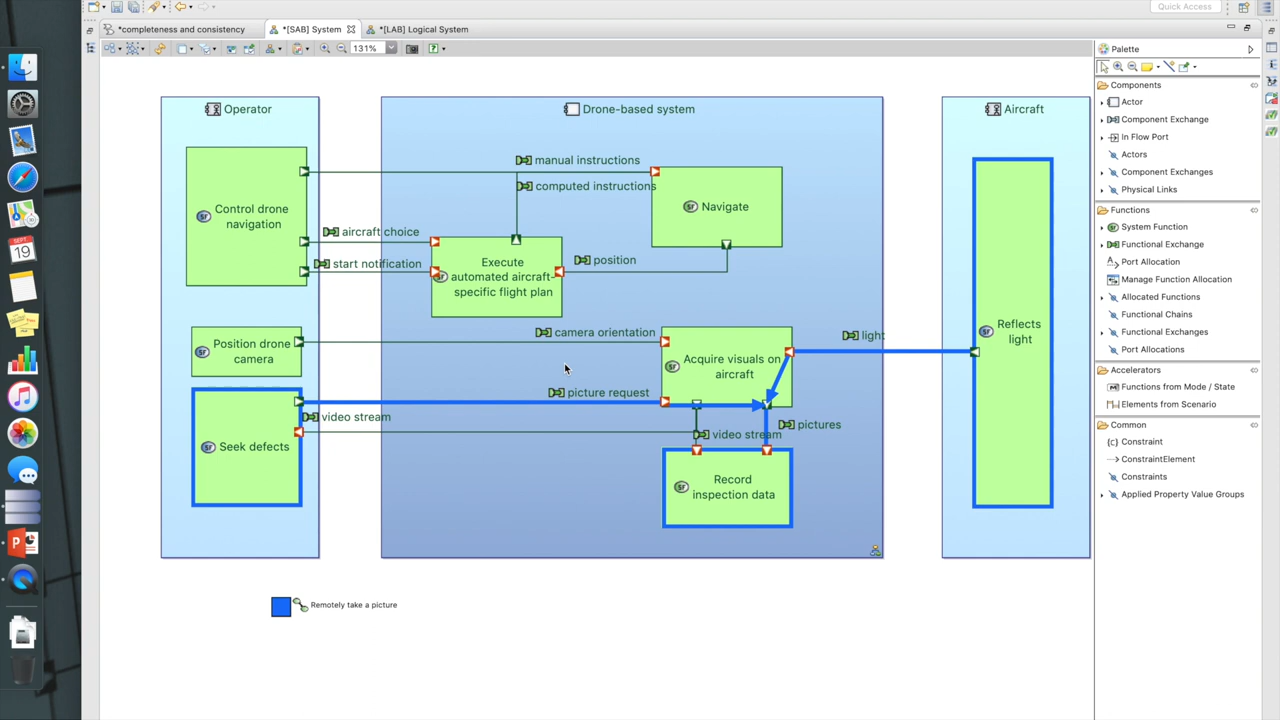 Quick Access
*completeness and consistency
*[SAB] System
*[LAB] Logical System
131%
Palette
Components
Actor
Component Exchange
In Flow Port
Actors
Component Exchanges
Physical Links
Functions
System Function
Functional Exchange
Port Allocation
Manage Function Allocation
Allocated Functions
Functional Chains
Functional Exchanges
Port Allocations
Accelerators
Functions from Mode / State
Elements from Scenario
Common
Constraint
ConstraintElement
Constraints
Applied Property Value Groups
Operator
Drone-based system
Aircraft
manual instructions
computed instructions
Navigate
Control drone
navigation
aircraft choice
start notification
Execute
automated aircraft-
specific flight plan
position
camera orientation
light
Reflects
light
Position drone
camera
Acquire visuals on
aircraft
picture request
video stream
pictures
video stream
Seek defects
Record
inspection data
Remotely take a picture
SEP
19